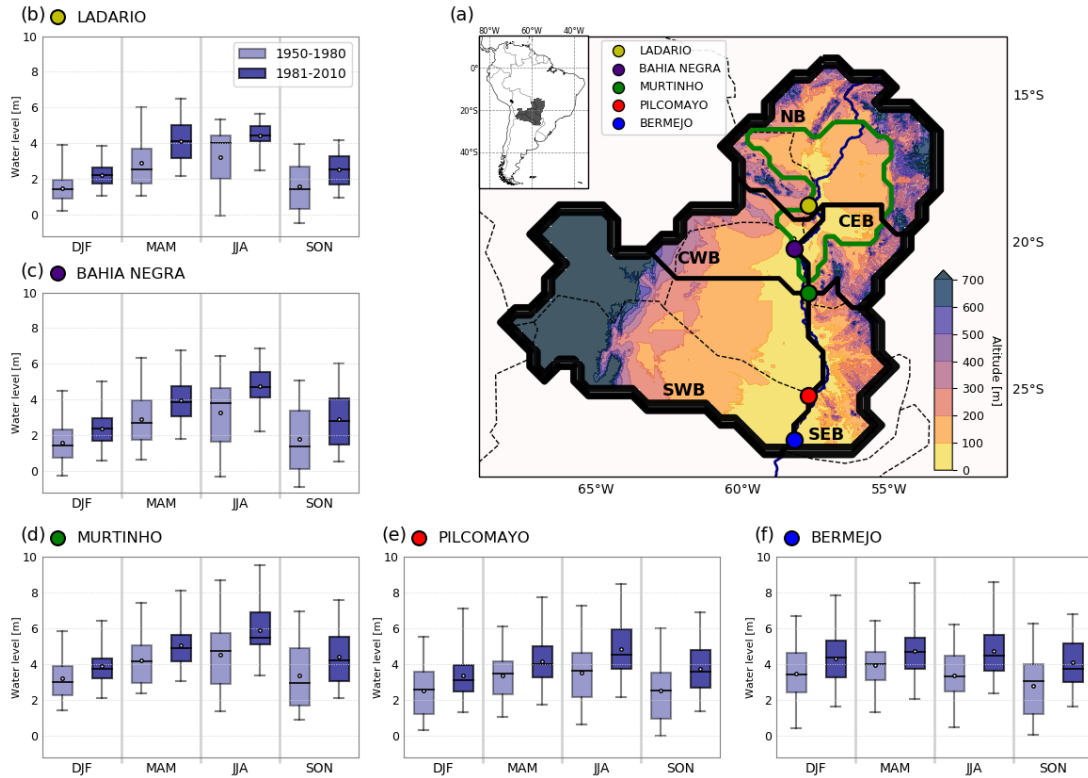 (b) LADARIO
10
8
6
4
2
0
Water level [m]
1950-1980
1981-2010
DJF MAM JJA SON
(a)
80°W 60°W 40°W
0°
20°S
40°S
LADARIO
BAHIA NEGRA
MURTINHO
PILCOMAYO
BERMEJO
NB
CEB
CWB
SWB
SEB
15°S
20°S
25°S
65°W 60°W 55°W
700
600
500
400
300
200
100
0
Altitude [m]
(c) BAHIA NEGRA
10
8
6
4
2
0
Water level [m]
DJF MAM JJA SON
(d) MURTINHO
10
8
6
4
2
0
Water level [m]
DJF MAM JJA SON
(e) PILCOMAYO
10
8
6
4
2
0
Water level [m]
DJF MAM JJA SON
(f) BERMEJO
10
8
6
4
2
0
Water level [m]
DJF MAM JJA SON